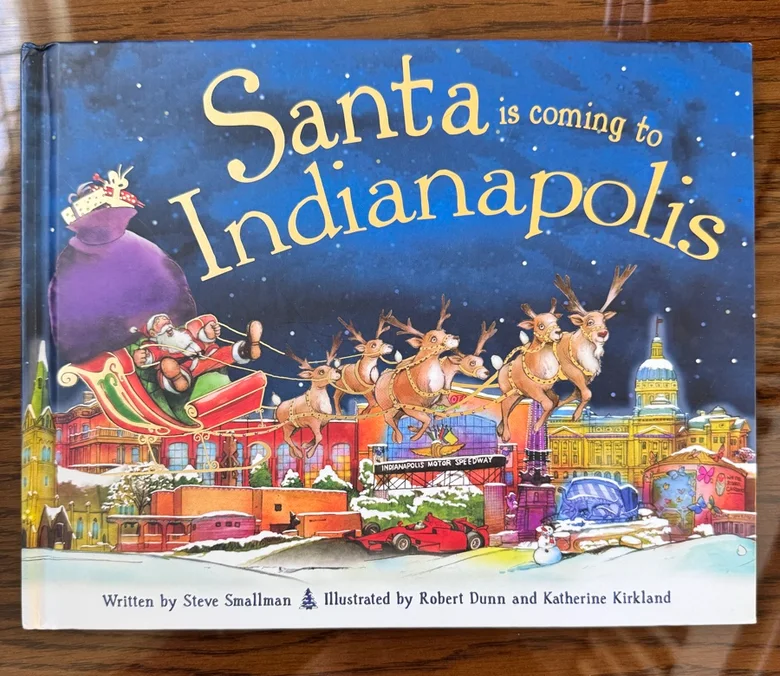 Santa is coming to
Indianapolis
INDIANAPOLIS MOTOR SPEEDWAY
Written by Steve Smallman Illustrated by Robert Dunn and Katherine Kirkland